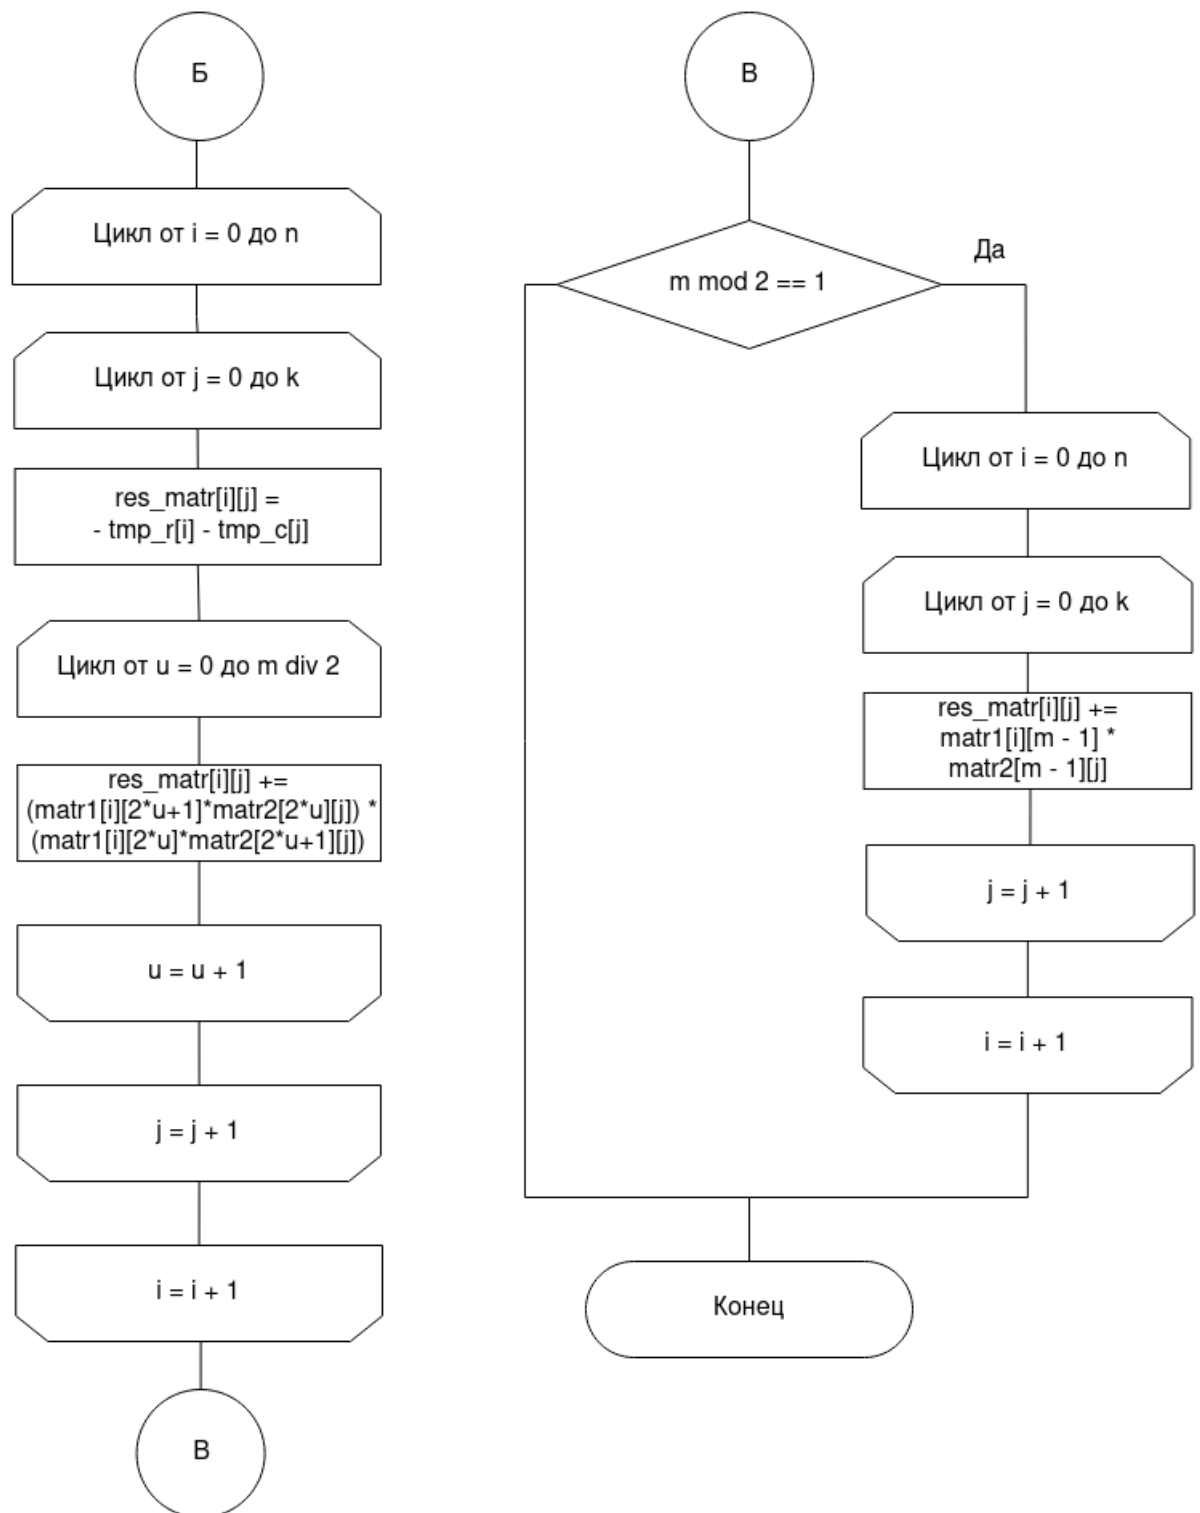 Б
Цикл от i = 0 до n
Цикл от j = 0 до k
res_matr[i][j] =
- tmp_r[i] - tmp_c[j]
Цикл от u = 0 до m div 2
res_matr[i][j] +=
(matr1[i][2*u+1]*matr2[2*u][j]) *
(matr1[i][2*u]*matr2[2*u+1][j])
u = u + 1
j = j + 1
i = i + 1
В
В
m mod 2 == 1
Да
Цикл от i = 0 до n
Цикл от j = 0 до k
res_matr[i][j] +=
matr1[i][m - 1] *
matr2[m - 1][j]
j = j + 1
i = i + 1
Конец